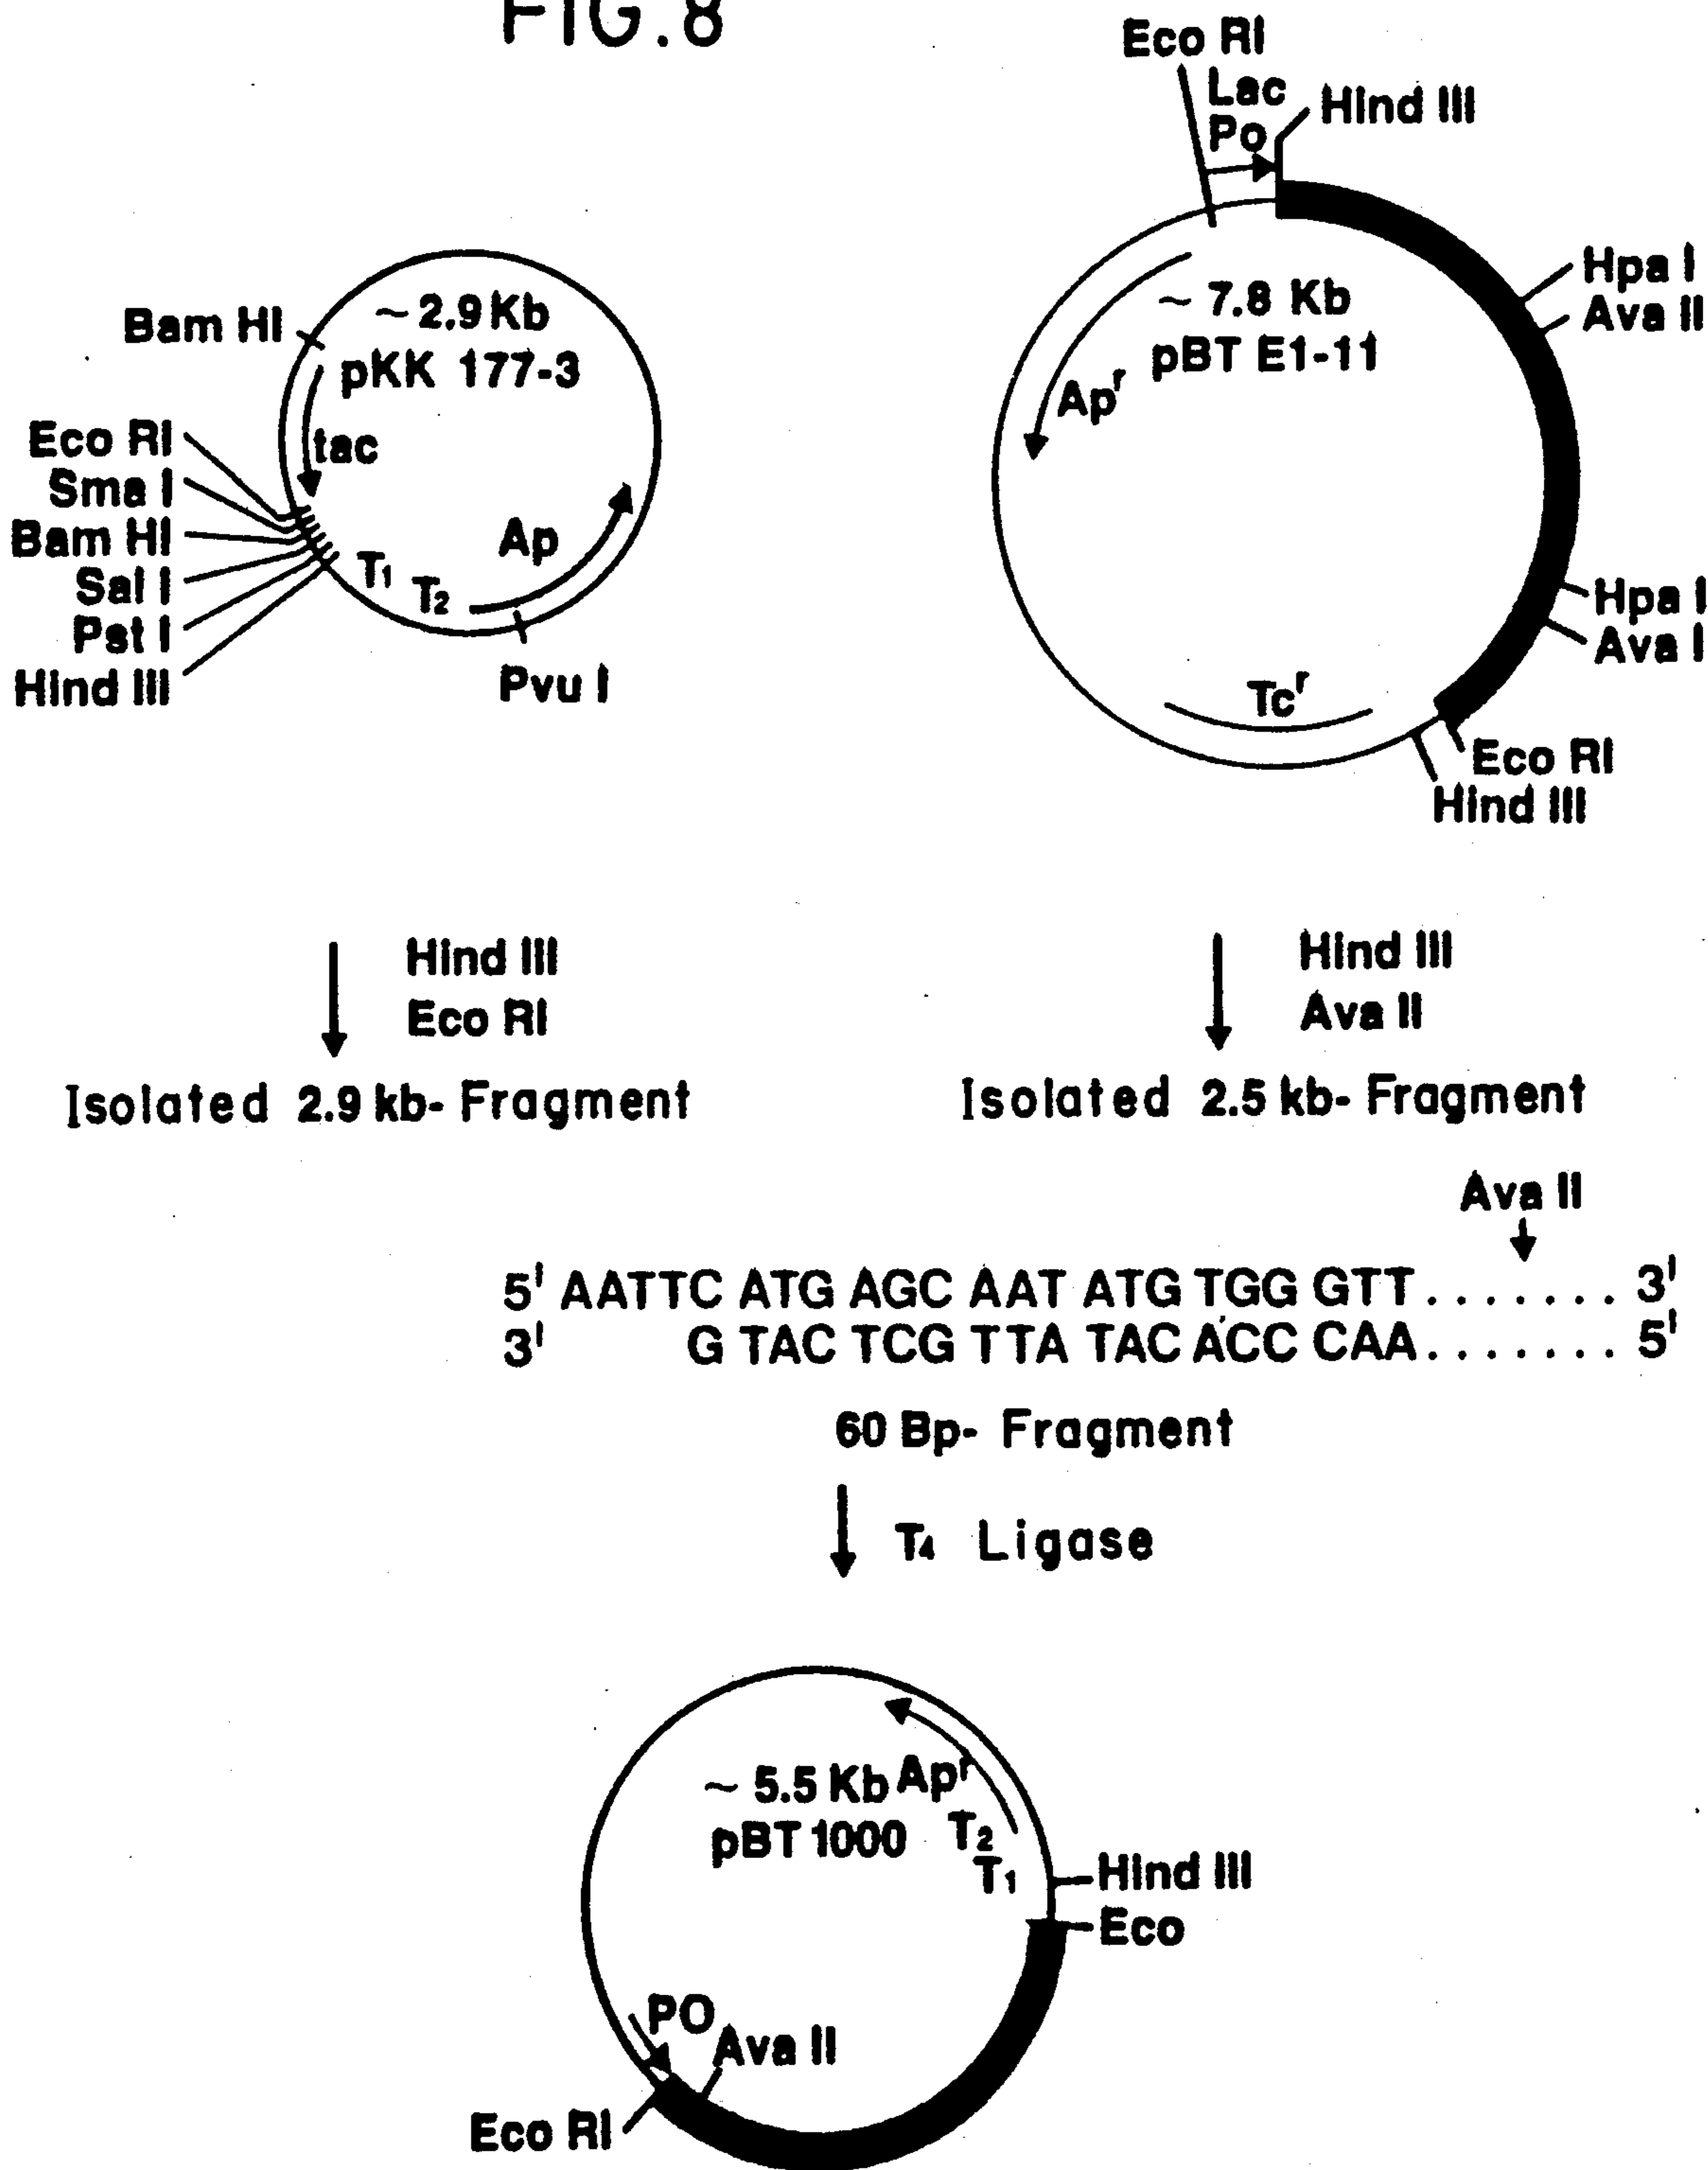 FIG.8
~2.9 Kb
pKK 177-3
Bam HI
tac
Eco RI
Sma I
Bam HI
Sal I
Pst I
Hind III
T1
T2
Ap
Pvu I
Eco RI
Lac
Po
Hind III
~ 7.8 Kb
pBT E1-11
Apr
Hpa I
Ava II
Hpa I
Ava I
Tcr
Eco RI
Hind III
Hind III
Eco RI
Isolated 2.9 kb- Fragment
Hind III
Ava II
Isolated 2.5 kb- Fragment
Ava II
5' AATTC ATG AGC AAT ATG TGG GTT....... 3'
3' G TAC TCG TTA TAC ACC CAA....... 5'
60 Bp- Fragment
T4 Ligase
~ 5.5 Kb
pBT 1000
Apr
T2
T1
Hind III
Eco
PO
Ava II
Eco RI